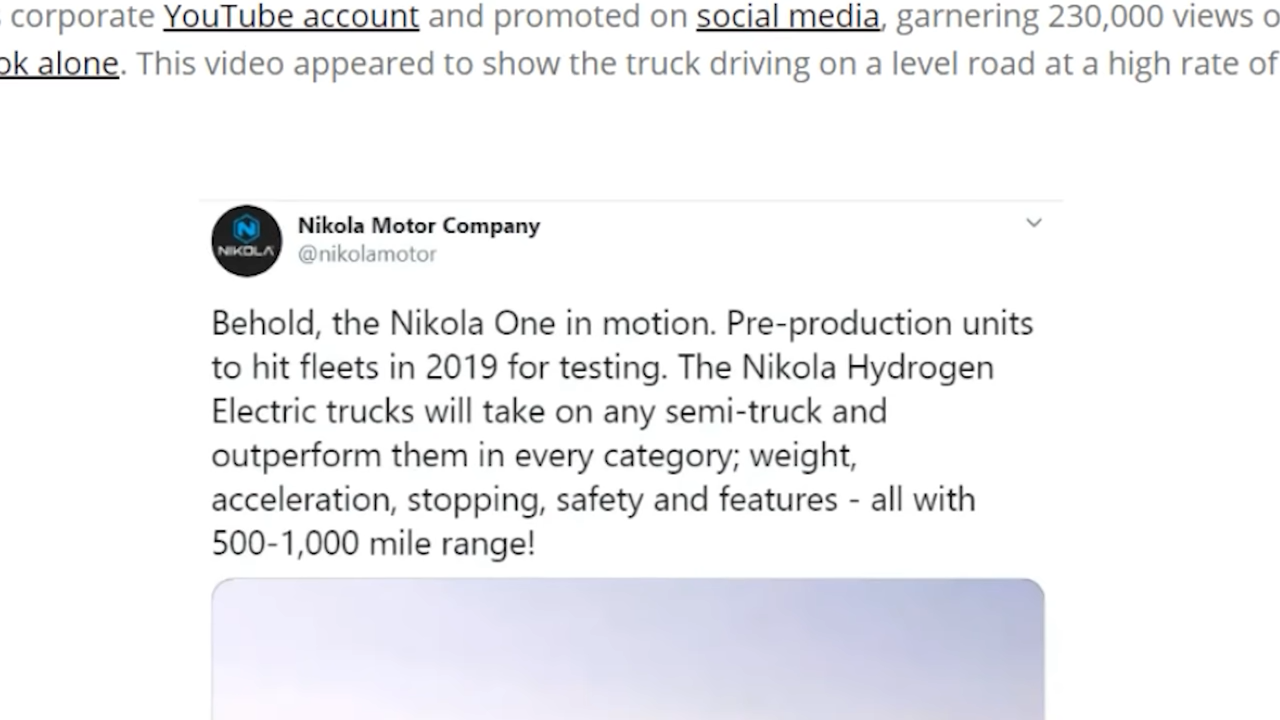 corporate YouTube account and promoted on social media, garnering 230,000 views
ok alone. This video appeared to show the truck driving on a level road at a high rate of
Nikola Motor Company
NIKOLA
@nikolamotor
Behold, the Nikola One in motion. Pre-production units
to hit fleets in 2019 for testing. The Nikola Hydrogen
Electric trucks will take on any semi-truck and
outperform them in every category; weight,
acceleration, stopping, safety and features - all with
500-1,000 mile range!